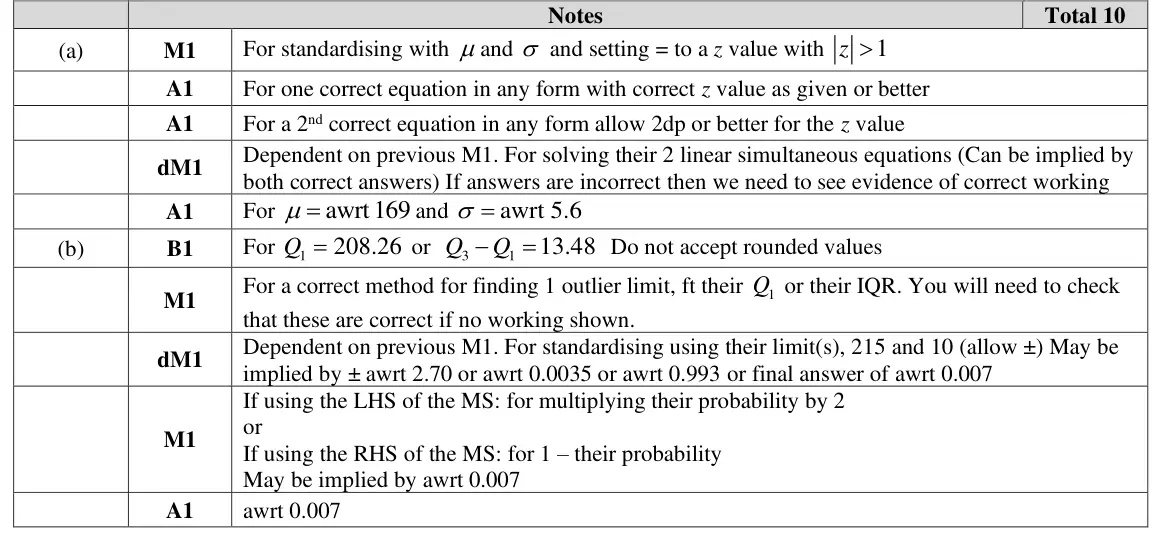 Notes Total 10
(a) M1 For standardising with μ and σ and setting = to a z value with |z| > 1
A1 For one correct equation in any form with correct z value as given or better
A1 For a 2nd correct equation in any form allow 2dp or better for the z value
dM1 Dependent on previous M1. For solving their 2 linear simultaneous equations (Can be implied by
both correct answers) If answers are incorrect then we need to see evidence of correct working
A1 For μ = awrt 169 and σ = awrt 5.6
(b) B1 For Q₁ = 208.26 or Q₃ − Q₁ = 13.48 Do not accept rounded values
M1 For a correct method for finding 1 outlier limit, ft their Q₁ or their IQR. You will need to check
that these are correct if no working shown.
dM1 Dependent on previous M1. For standardising using their limit(s), 215 and 10 (allow ±) May be
implied by ± awrt 2.70 or awrt 0.0035 or awrt 0.993 or final answer of awrt 0.007
M1 If using the LHS of the MS: for multiplying their probability by 2
or
If using the RHS of the MS: for 1 – their probability
May be implied by awrt 0.007
A1 awrt 0.007